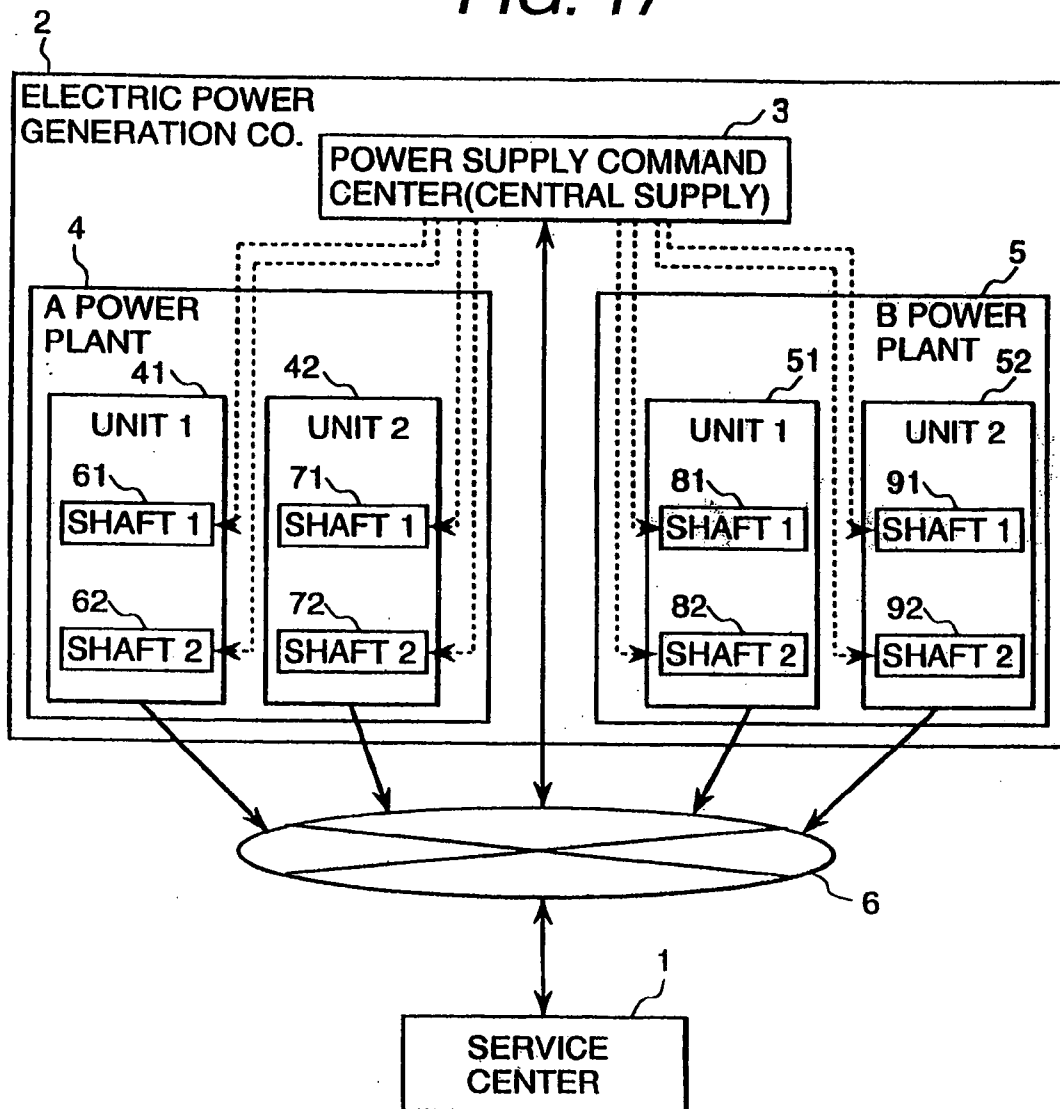 FIG. 17
2
ELECTRIC POWER
GENERATION CO.
3
POWER SUPPLY COMMAND
CENTER(CENTRAL SUPPLY)
4
A POWER
PLANT
5
B POWER
PLANT
41
UNIT 1
61
SHAFT 1
62
SHAFT 2
42
UNIT 2
71
SHAFT 1
72
SHAFT 2
51
UNIT 1
81
SHAFT 1
82
SHAFT 2
52
UNIT 2
91
SHAFT 1
92
SHAFT 2
6
1
SERVICE
CENTER